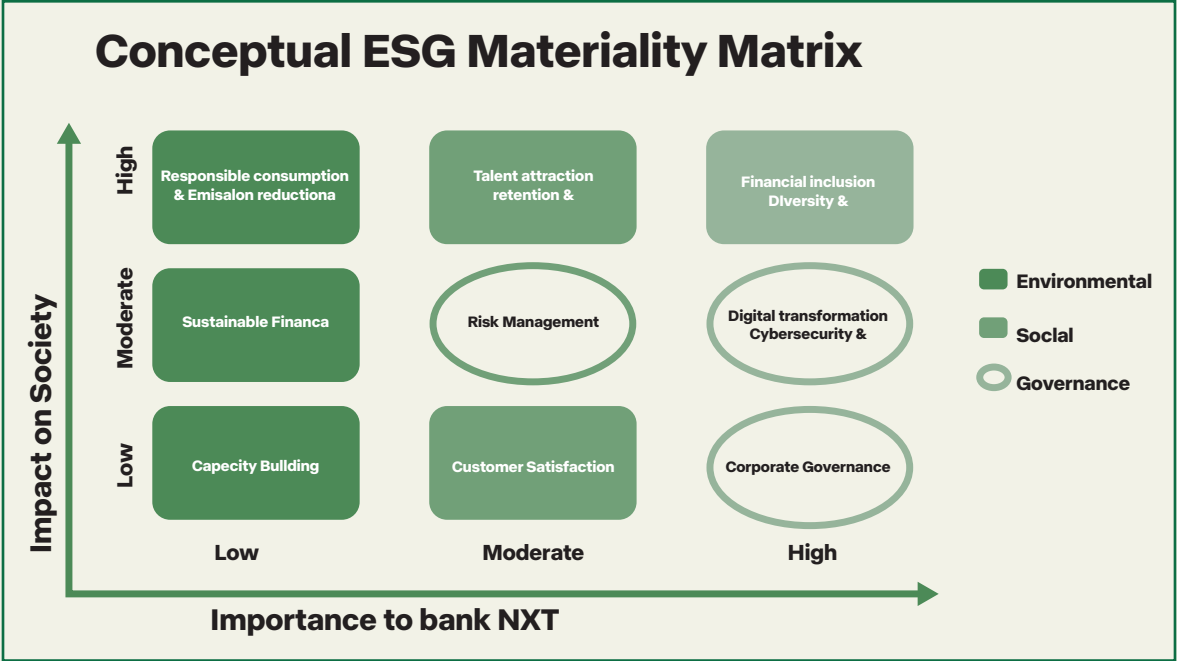 Conceptual ESG Materiality Matrix
Impact on Society
High
Responsible consumption
& Emisalon reductiona
Talent attraction
retention &
Financial inclusion
DIversity &
Moderate
Sustainable Financa
Risk Management
Digital transformation
Cybersecurity &
Low
Capecity Bullding
Customer Satisfaction
Corporate Governance
Low
Moderate
High
Importance to bank NXT
Environmental
Soclal
Governance